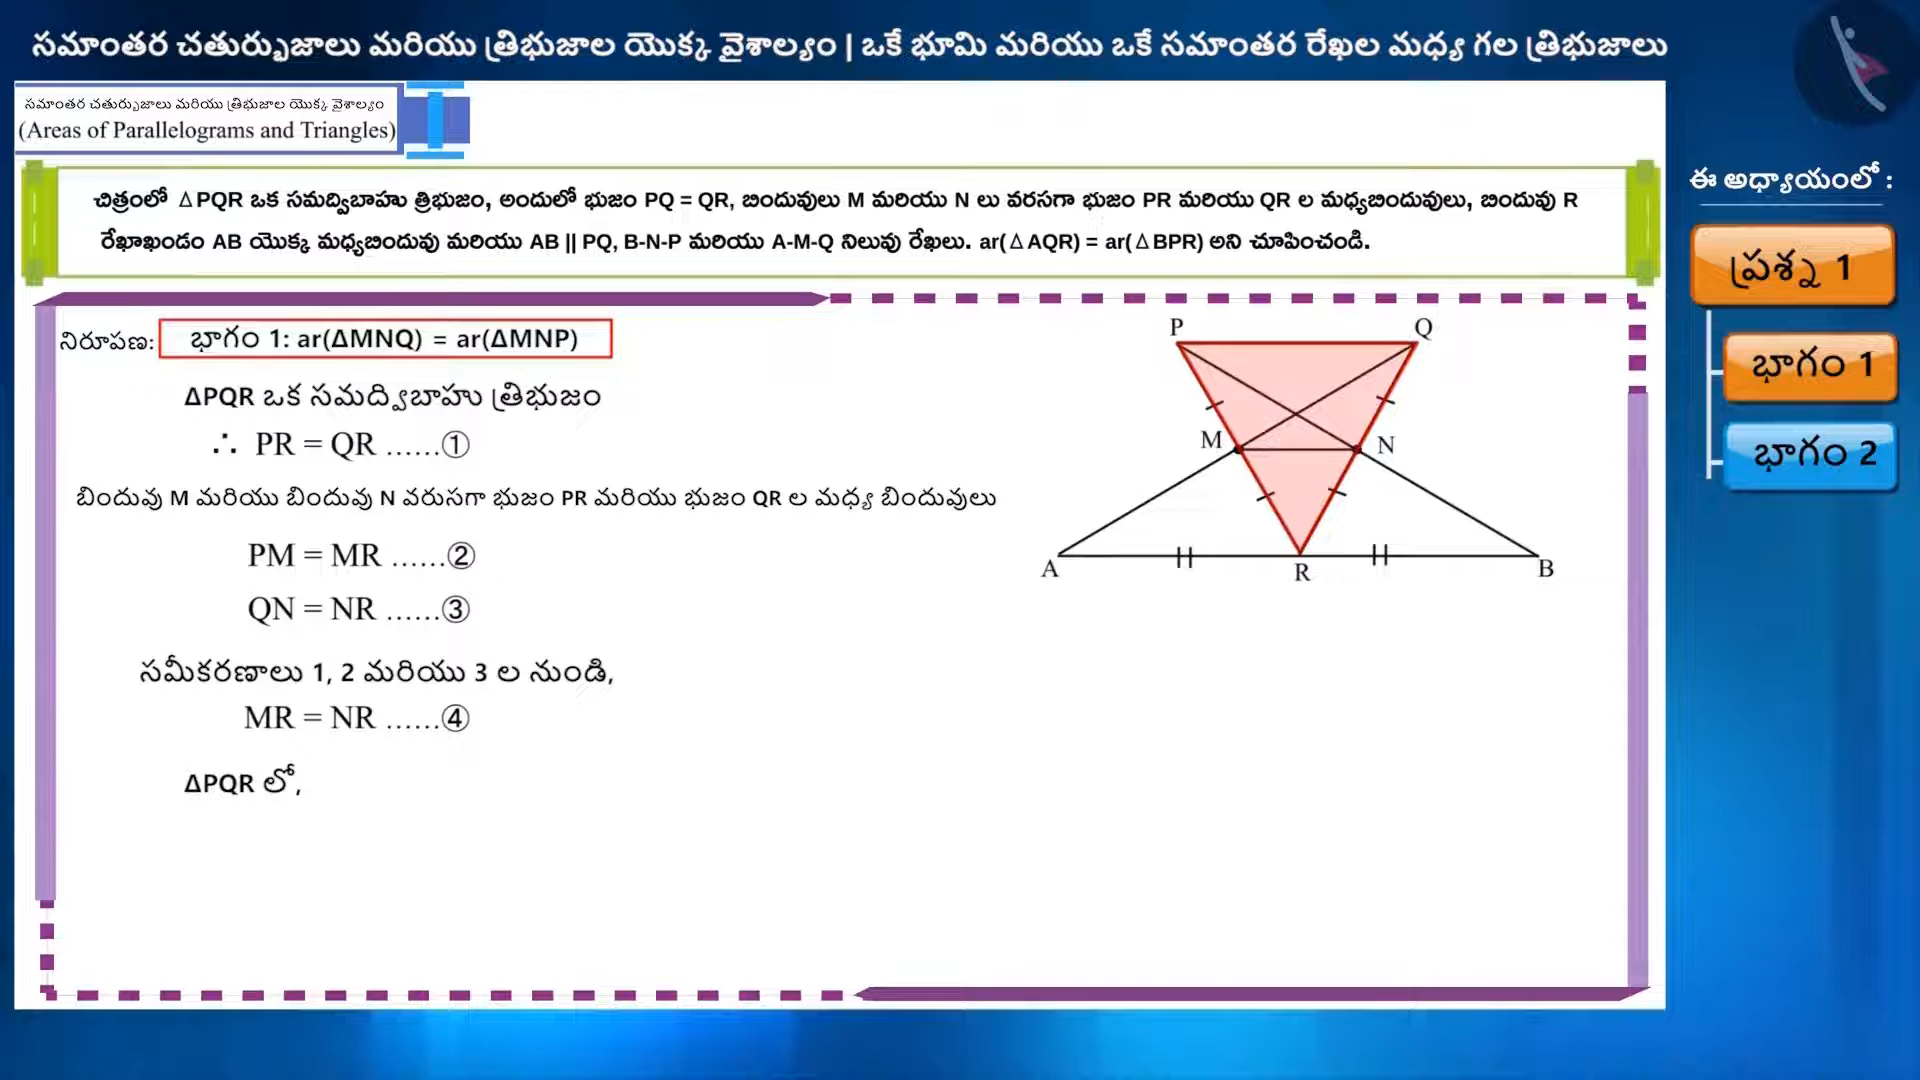 సమాంతర చతుర్భుజాలు మరియు త్రిభుజాల యొక్క వైశాల్యం | ఒకే భూమి మరియు ఒకే సమాంతర రేఖల మధ్య గల త్రిభుజాలు
సమాంతర చతుర్భుజాలు మరియు త్రిభుజాల యొక్క వైశాల్యం
(Areas of Parallelograms and Triangles)
చిత్రంలో ΔPQR ఒక సమద్విబాహు త్రిభుజం, అందులో భుజం PQ = QR, బిందువులు M మరియు N లు వరసగా భుజం PR మరియు QR ల మధ్యబిందువులు, బిందువు R
రేఖాఖండం AB యొక్క మధ్యబిందువు మరియు AB || PQ, B-N-P మరియు A-M-Q నిలువు రేఖలు. ar(ΔAQR) = ar(ΔBPR) అని చూపించండి.
నిరూపణ: భాగం 1: ar(ΔMNQ) = ar(ΔMNP)
ΔPQR ఒక సమద్విబాహు త్రిభుజం
∴ PR = QR ......①
బిందువు M మరియు బిందువు N వరుసగా భుజం PR మరియు భుజం QR ల మధ్య బిందువులు
PM = MR ......②
QN = NR ......③
సమీకరణాలు 1, 2 మరియు 3 ల నుండి,
MR = NR ......④
ΔPQR లో,
P Q
M N
A R B
ఈ అధ్యాయంలో :
ప్రశ్న 1
భాగం 1
భాగం 2